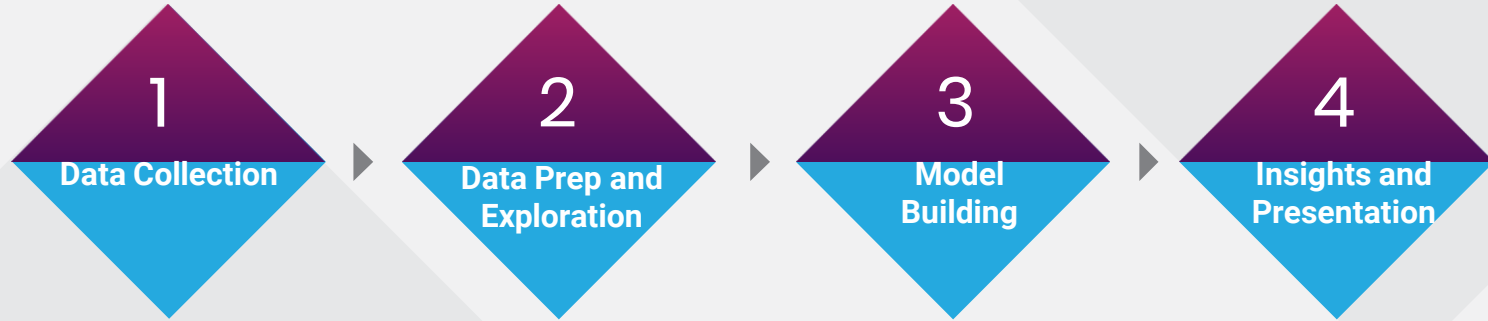 1
Data Collection
2
Data Prep and
Exploration
3
Model
Building
4
Insights and
Presentation